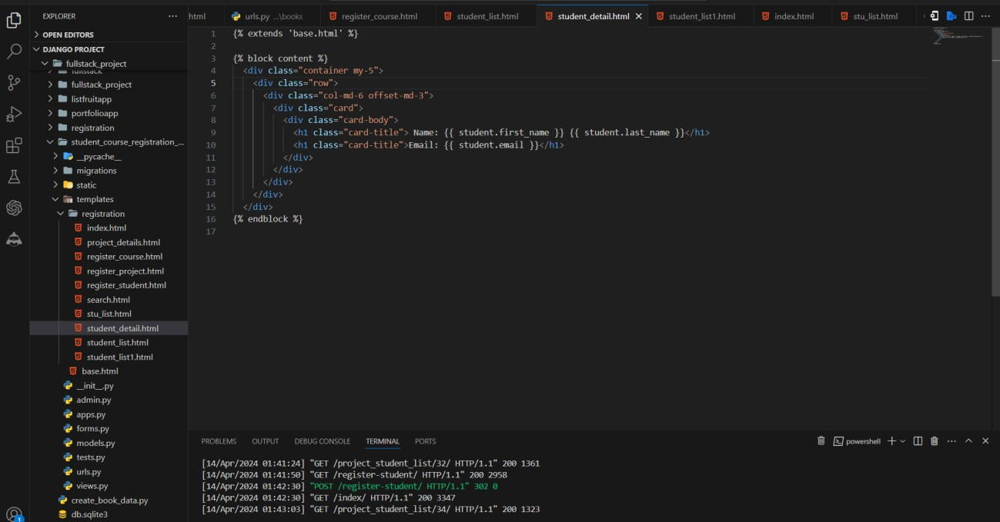 EXPLORER
OPEN EDITORS
DJANGO PROJECT
fullstack_project
fullstack
fullstack_project
listfruitapp
portfolioapp
registration
student_course_registration_...
__pycache__
migrations
static
templates
registration
index.html
project_details.html
register_course.html
register_project.html
register_student.html
search.html
stu_list.html
student_detail.html
student_list.html
student_list1.html
base.html
__init__.py
admin.py
apps.py
forms.py
models.py
tests.py
urls.py
views.py
create_book_data.py
db.sqlite3
1
html
urls.py ...\books
register_course.html
student_list.html
student_detail.html
student_list1.html
index.html
stu_list.html
1 {% extends 'base.html' %}
2
3 {% block content %}
4 <div class="container my-5">
5 <div class="row">
6 <div class="col-md-6 offset-md-3">
7 <div class="card">
8 <div class="card-body">
9 <h1 class="card-title"> Name: {{ student.first_name }} {{ student.last_name }}</h1>
10 <h1 class="card-title">Email: {{ student.email }}</h1>
11 </div>
12 </div>
13 </div>
14 </div>
15 </div>
16 {% endblock %}
17
PROBLEMS OUTPUT DEBUG CONSOLE TERMINAL PORTS
powershell
[14/Apr/2024 01:41:24] "GET /project_student_list/32/ HTTP/1.1" 200 1361
[14/Apr/2024 01:41:50] "GET /register-student/ HTTP/1.1" 200 2958
[14/Apr/2024 01:42:30] "POST /register-student/ HTTP/1.1" 302 0
[14/Apr/2024 01:42:30] "GET /index/ HTTP/1.1" 200 3347
[14/Apr/2024 01:43:03] "GET /project_student_list/34/ HTTP/1.1" 200 1323